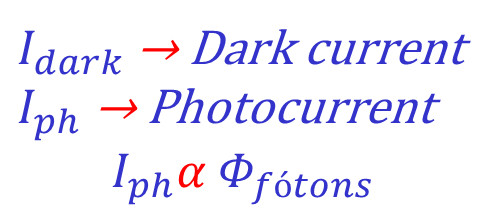 I_dark → Dark current
I_ph → Photocurrent
I_ph α Φ_fótons